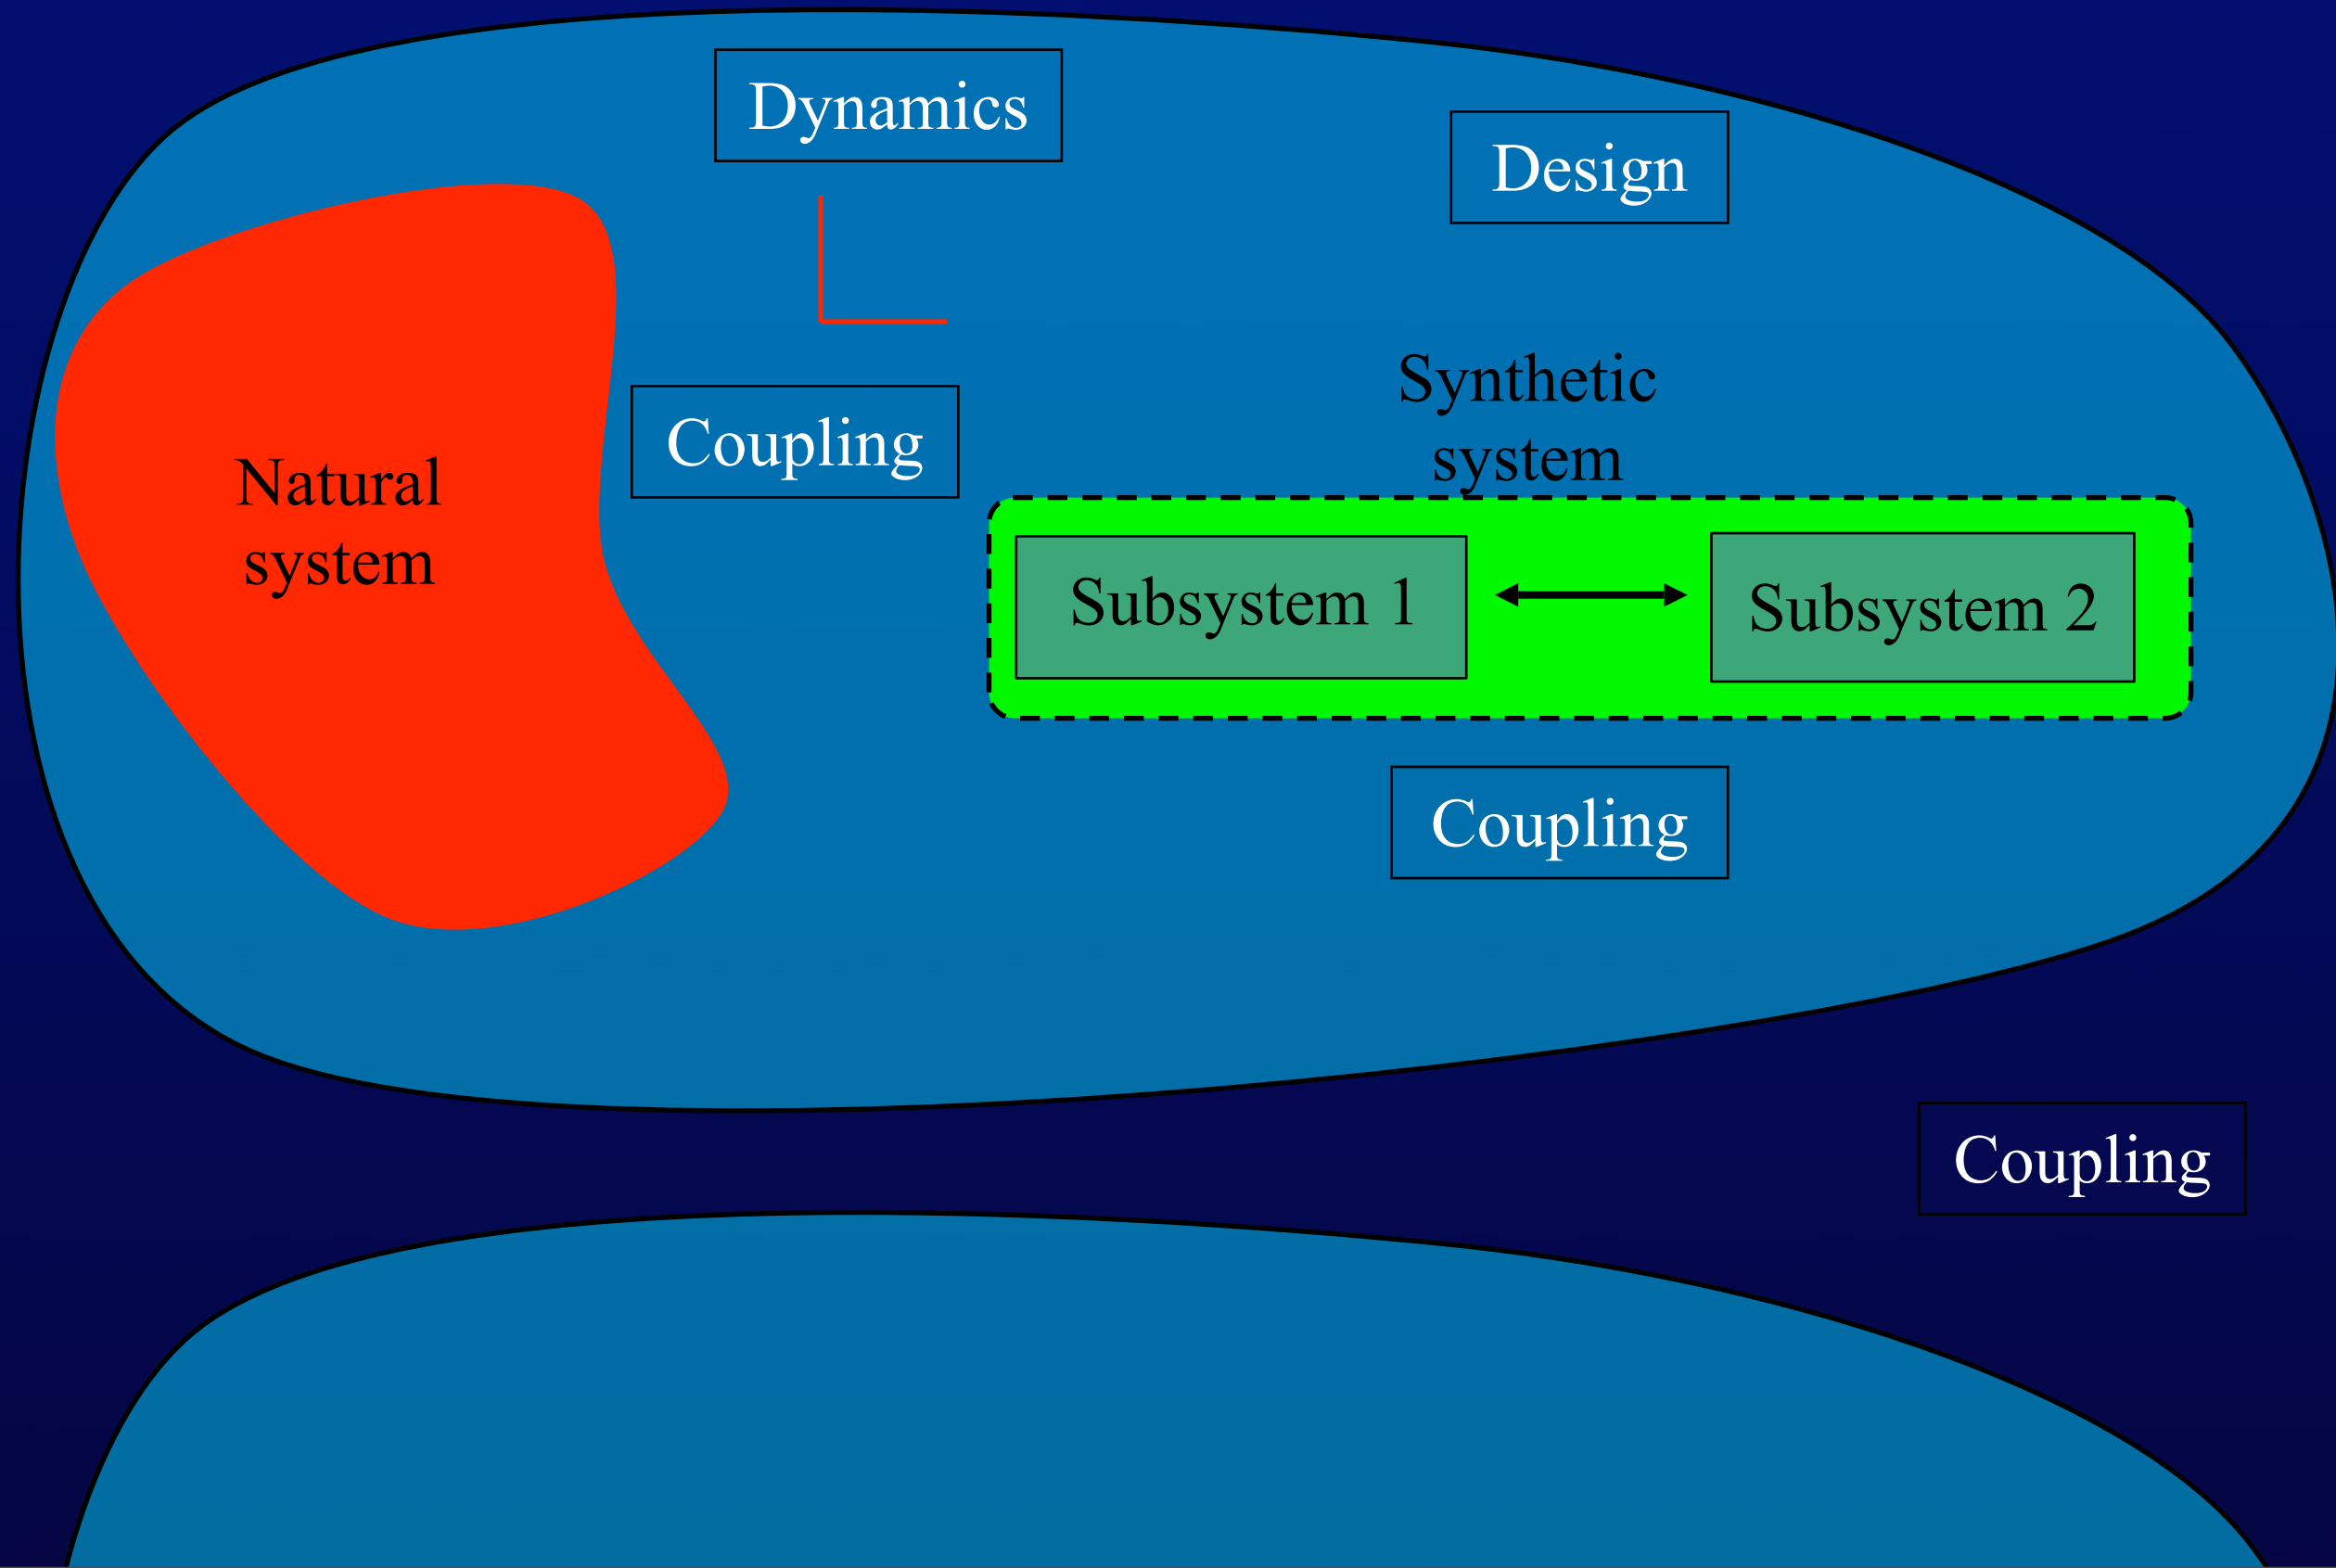 Dynamics
Design
Synthetic
system
Coupling
Natural
system
Subsystem 1
Subsystem 2
Coupling
Coupling